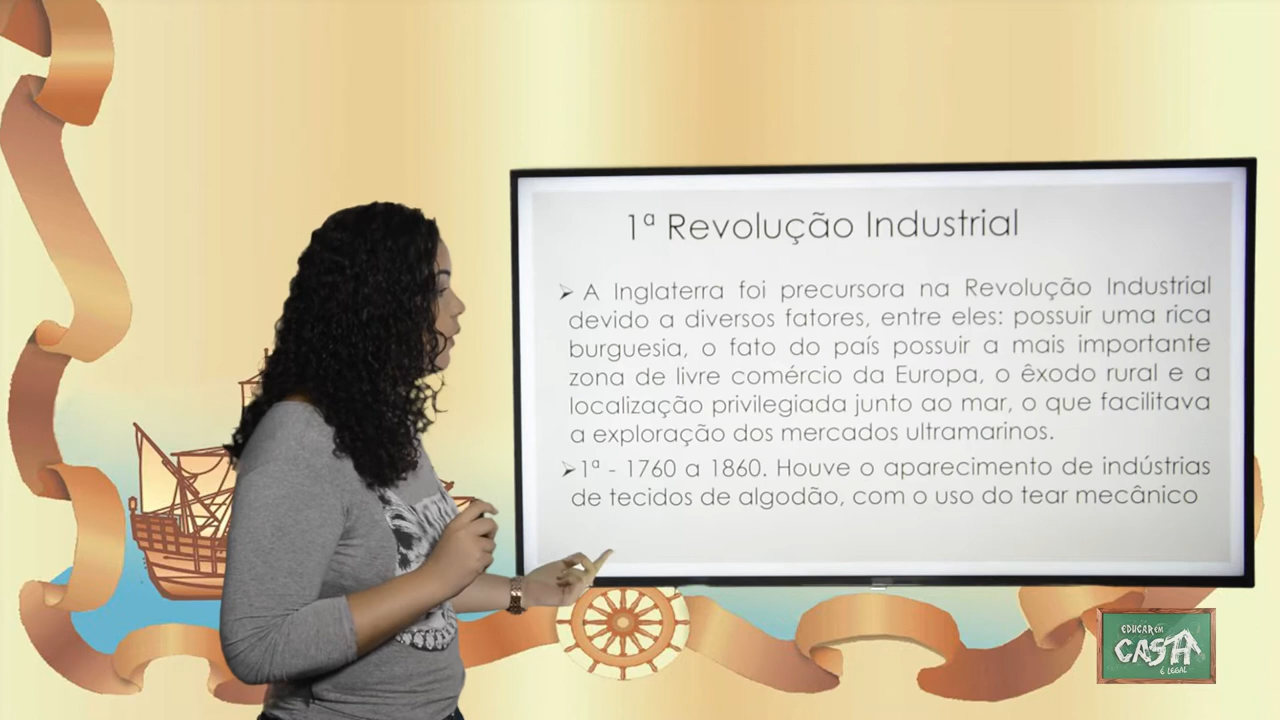 1ª Revolução Industrial
➢ A Inglaterra foi precursora na Revolução Industrial
devido a diversos fatores, entre eles: possuir uma rica
burguesia, o fato do país possuir a mais importante
zona de livre comércio da Europa, o êxodo rural e a
localização privilegiada junto ao mar, o que facilitava
a exploração dos mercados ultramarinos.
➢1ª - 1760 a 1860. Houve o aparecimento de indústrias
de tecidos de algodão, com o uso do tear mecânico
EDUCAR EM
CASA
É LEGAL